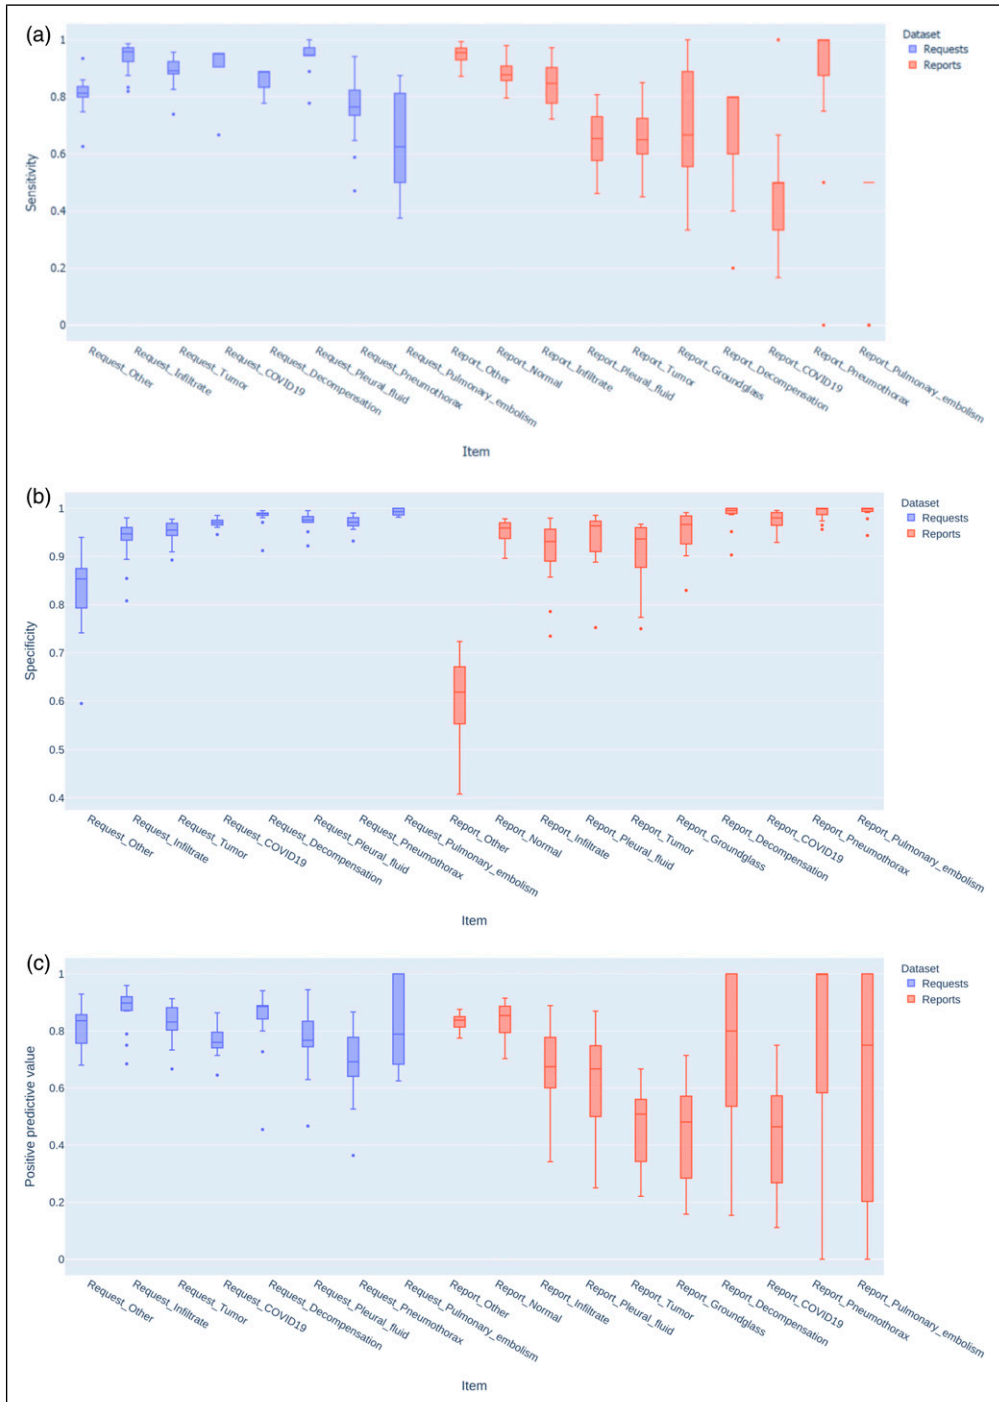 (a)
Dataset
Requests
Reports
1
0.8
0.6
0.4
0.2
0
Sensitivity
Request_Other
Request_Infiltrate
Request_Tumor
Request_COVID19
Request_Decompensation
Request_Pleural_fluid
Request_Pneumothorax
Request_Pulmonary_embolism
Report_Other
Report_Normal
Report_Infiltrate
Report_Pleural_fluid
Report_Tumor
Report_Groundglass
Report_Decompensation
Report_COVID19
Report_Pneumothorax
Report_Pulmonary_embolism
Item
(b)
Dataset
Requests
Reports
1
0.9
0.8
0.7
0.6
0.5
0.4
Specificity
Request_Other
Request_Infiltrate
Request_Tumor
Request_COVID19
Request_Decompensation
Request_Pleural_fluid
Request_Pneumothorax
Request_Pulmonary_embolism
Report_Other
Report_Normal
Report_Infiltrate
Report_Pleural_fluid
Report_Tumor
Report_Groundglass
Report_Decompensation
Report_COVID19
Report_Pneumothorax
Report_Pulmonary_embolism
Item
(c)
Dataset
Requests
Reports
1
0.8
0.6
0.4
0.2
0
Positive predictive value
Request_Other
Request_Infiltrate
Request_Tumor
Request_COVID19
Request_Decompensation
Request_Pleural_fluid
Request_Pneumothorax
Request_Pulmonary_embolism
Report_Other
Report_Normal
Report_Infiltrate
Report_Pleural_fluid
Report_Tumor
Report_Groundglass
Report_Decompensation
Report_COVID19
Report_Pneumothorax
Report_Pulmonary_embolism
Item